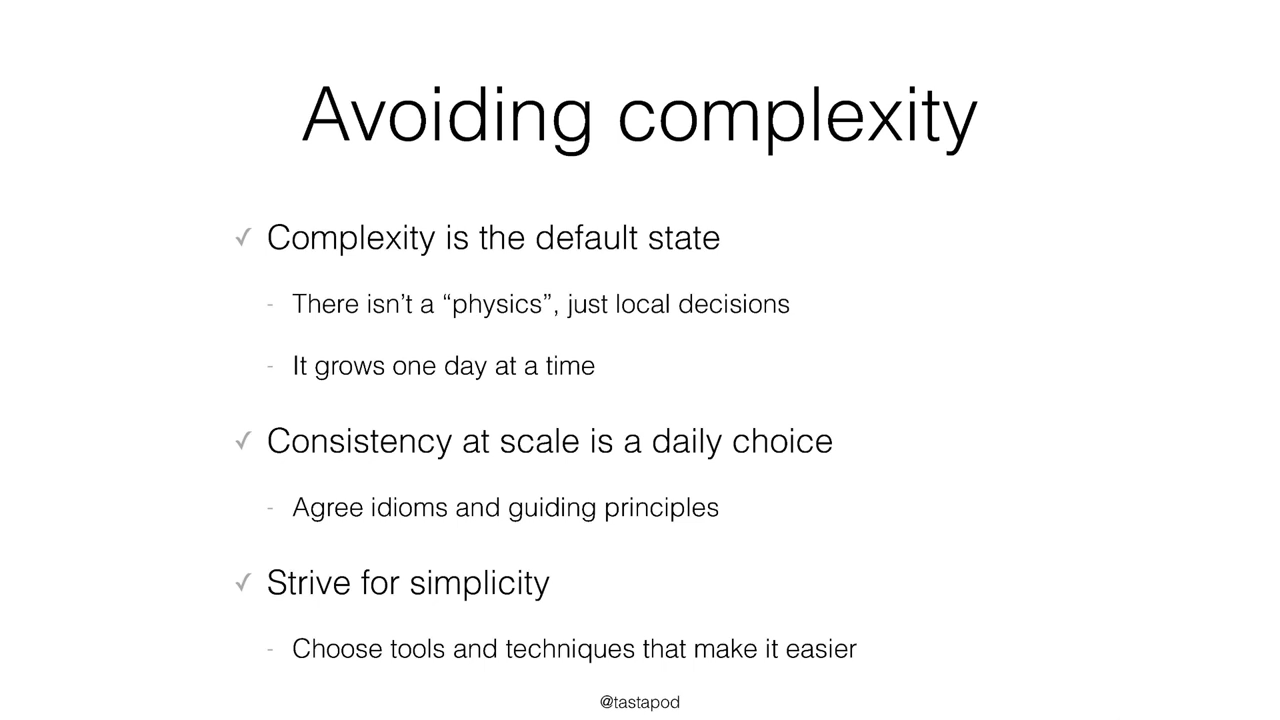 Avoiding complexity
✓ Complexity is the default state
- There isn’t a “physics”, just local decisions
- It grows one day at a time
✓ Consistency at scale is a daily choice
- Agree idioms and guiding principles
✓ Strive for simplicity
- Choose tools and techniques that make it easier
@tastapod